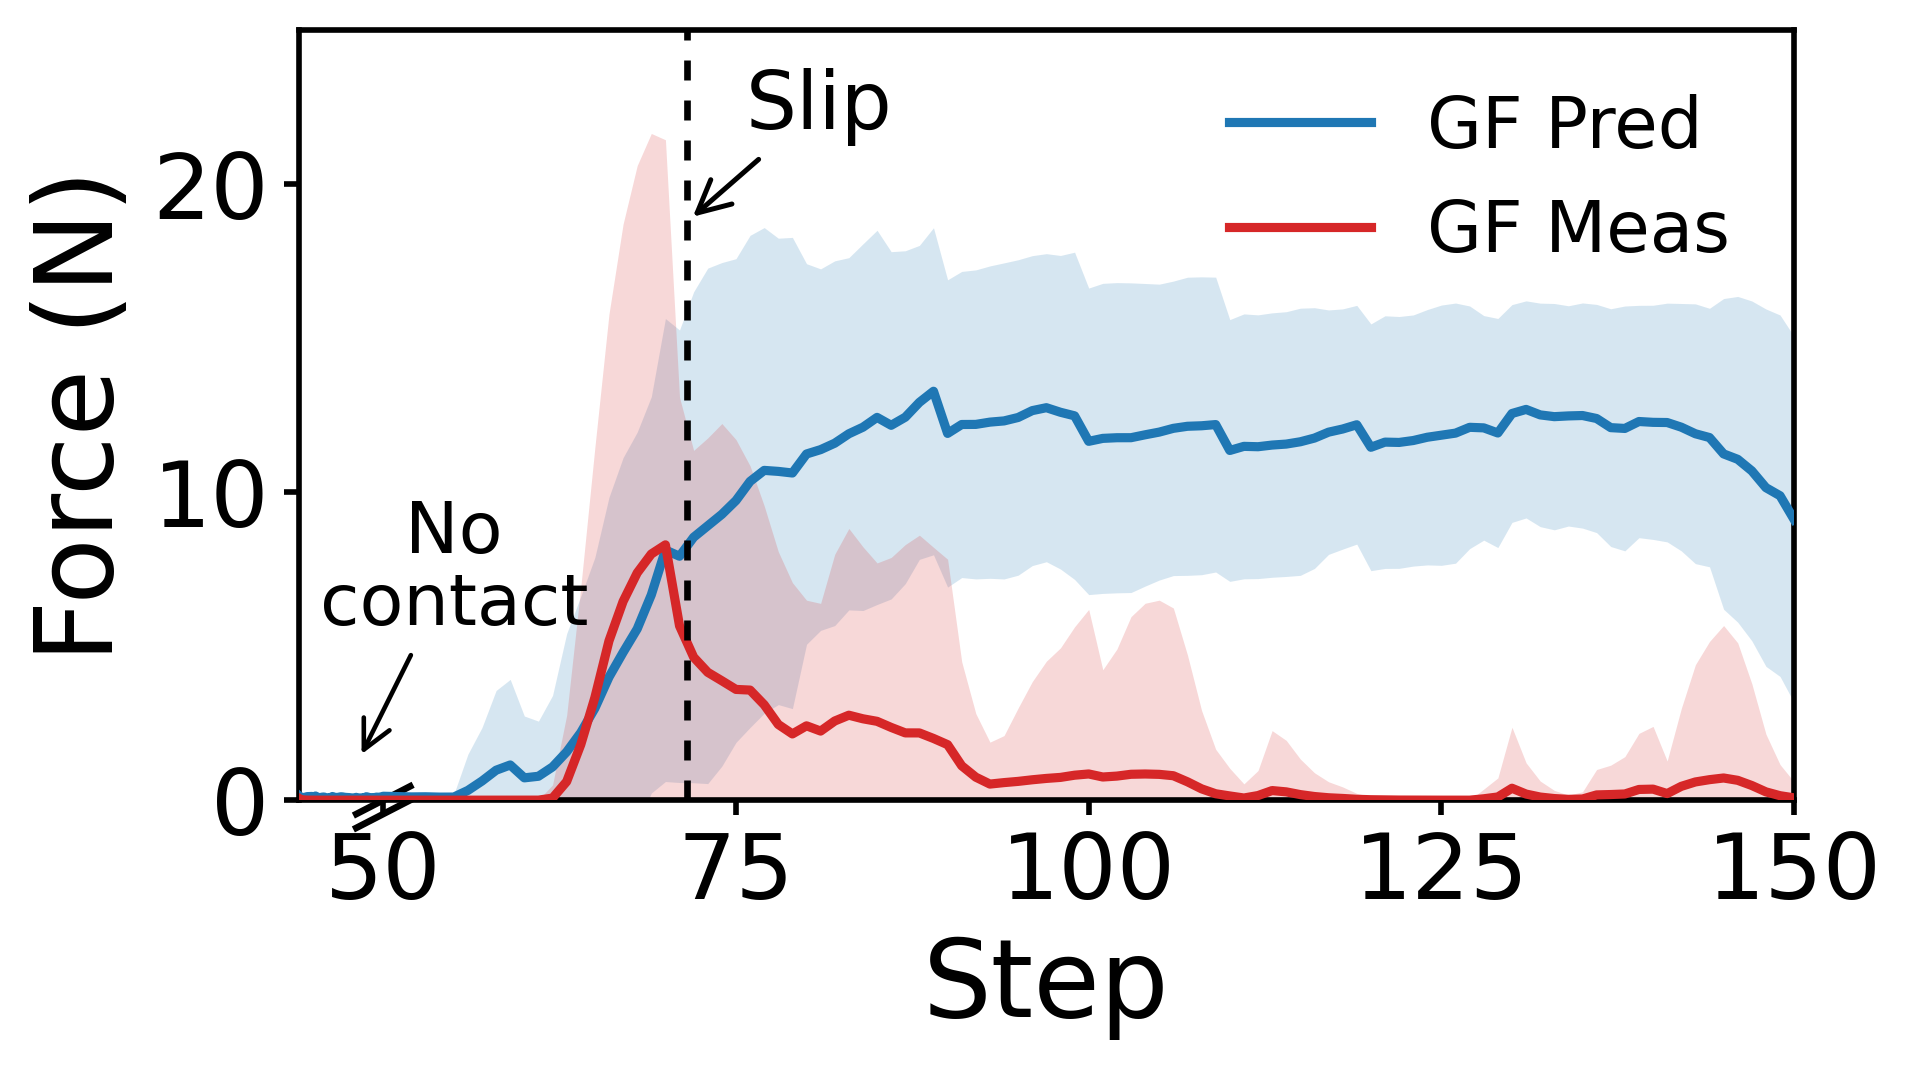 Slip
GF Pred
GF Meas
No
contact
Force (N)
20
10
0
50
75
100
125
150
Step